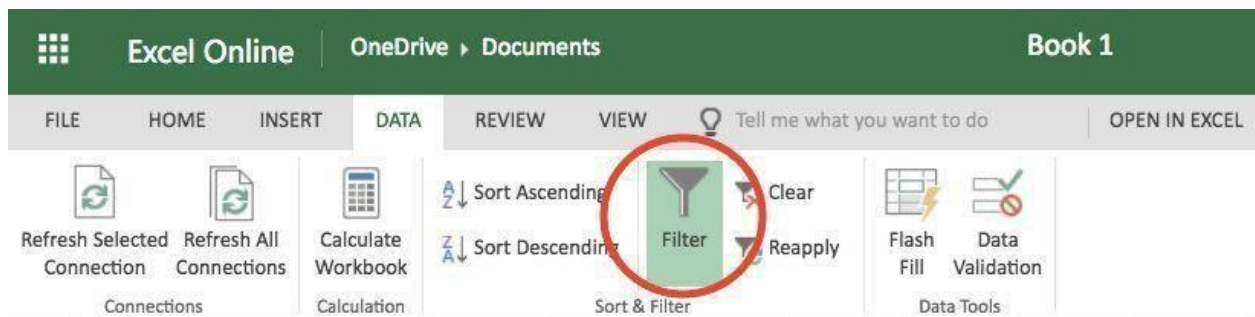 Excel Online OneDrive ▸ Documents Book 1
FILE HOME INSERT DATA REVIEW VIEW Tell me what you want to do OPEN IN EXCEL
Refresh Selected Connection
Refresh All Connections
Connections
Calculate Workbook
Calculation
A Z Sort Ascending
Z A Sort Descending
Filter
Clear
Reapply
Sort & Filter
Flash Fill
Data Validation
Data Tools